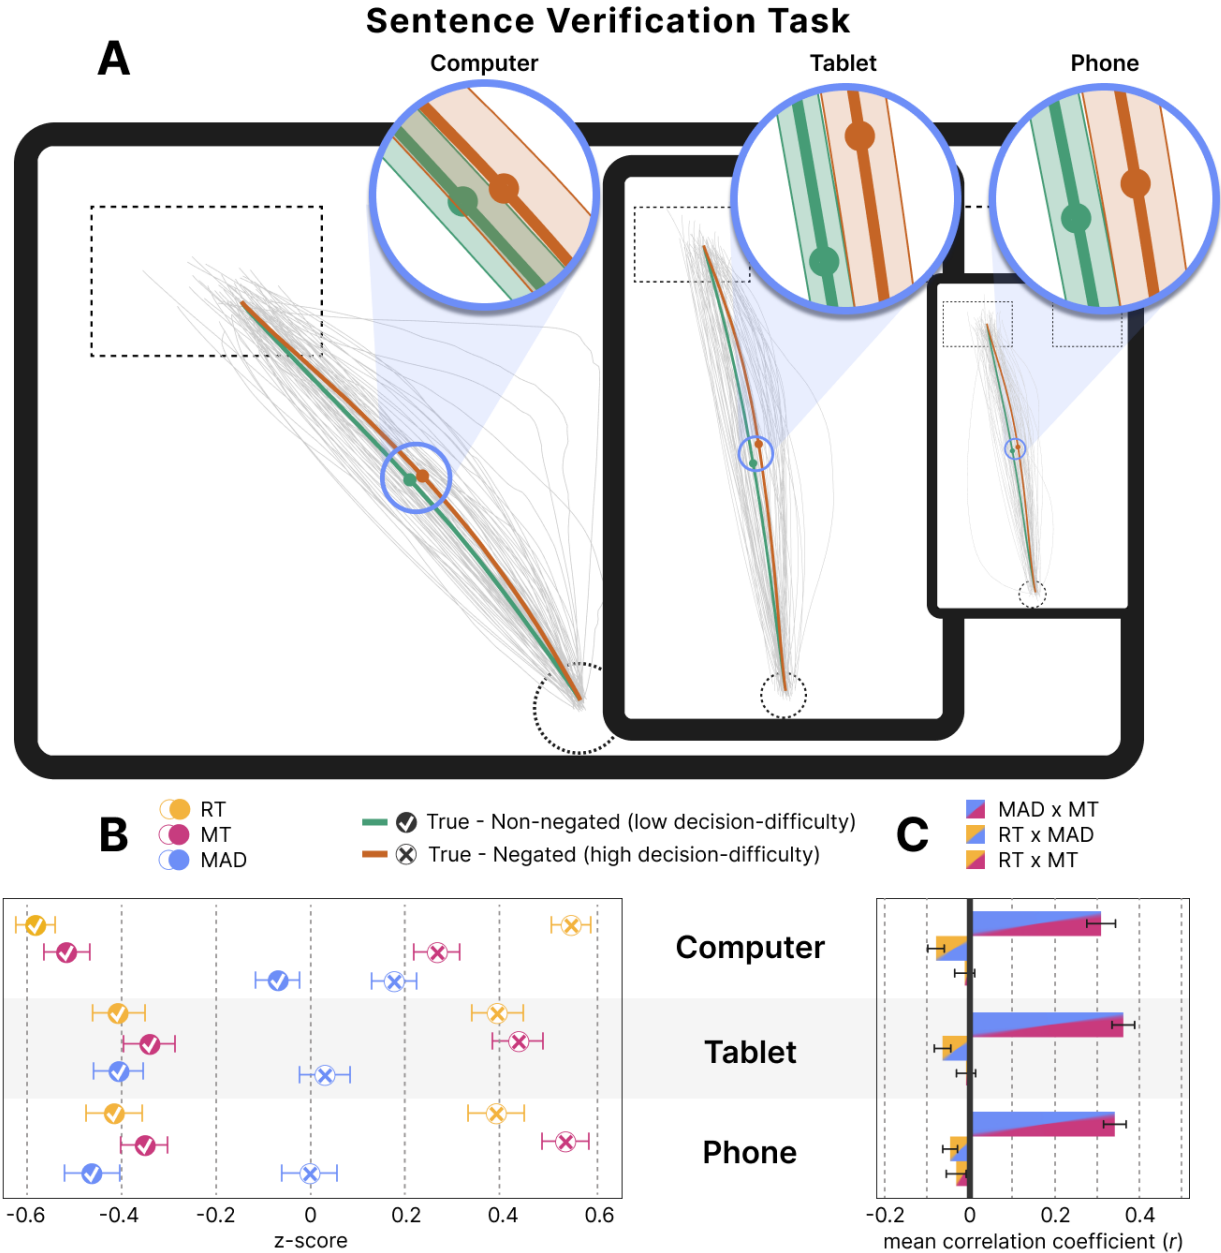 Sentence Verification Task
A
Computer
Tablet
Phone
B
RT
MT
MAD
True - Non-negated (low decision-difficulty)
True - Negated (high decision-difficulty)
C
MAD x MT
RT x MAD
RT x MT
Computer
Tablet
Phone
-0.6 -0.4 -0.2 0 0.2 0.4 0.6
z-score
-0.2 0 0.2 0.4
mean correlation coefficient (r)